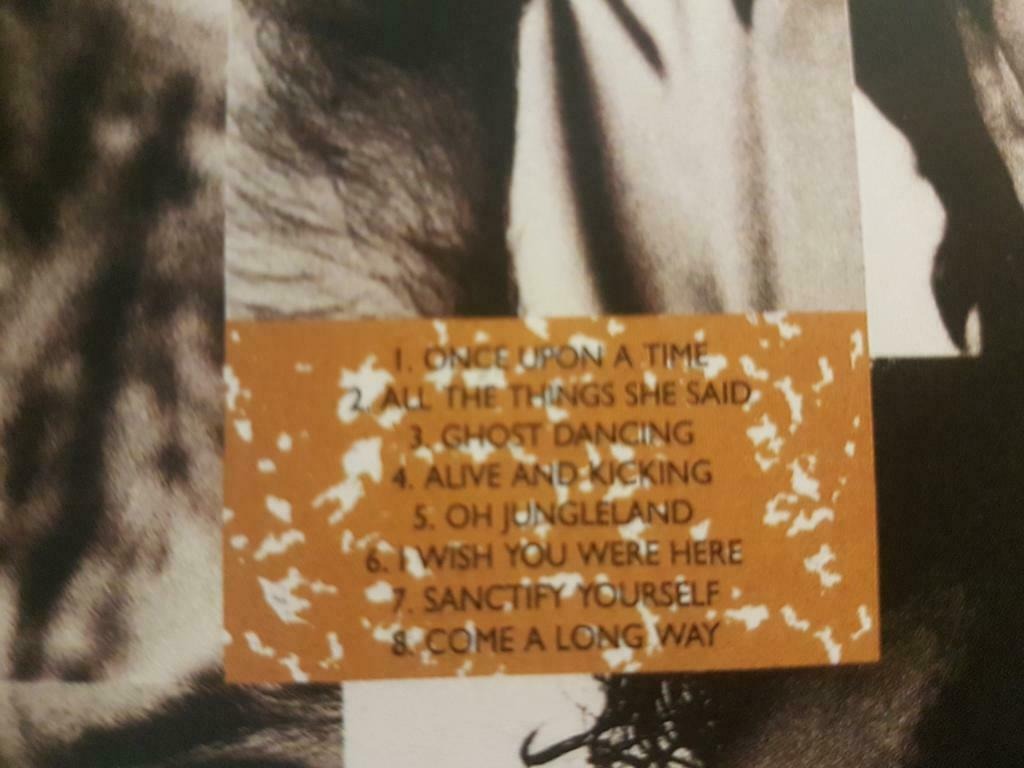 1. ONCE UPON A TIME
2. ALL THE THINGS SHE SAID
3. GHOST DANCING
4. ALIVE AND KICKING
5. OH JUNGLELAND
6. I WISH YOU WERE HERE
7. SANCTIFY YOURSELF
8. COME A LONG WAY